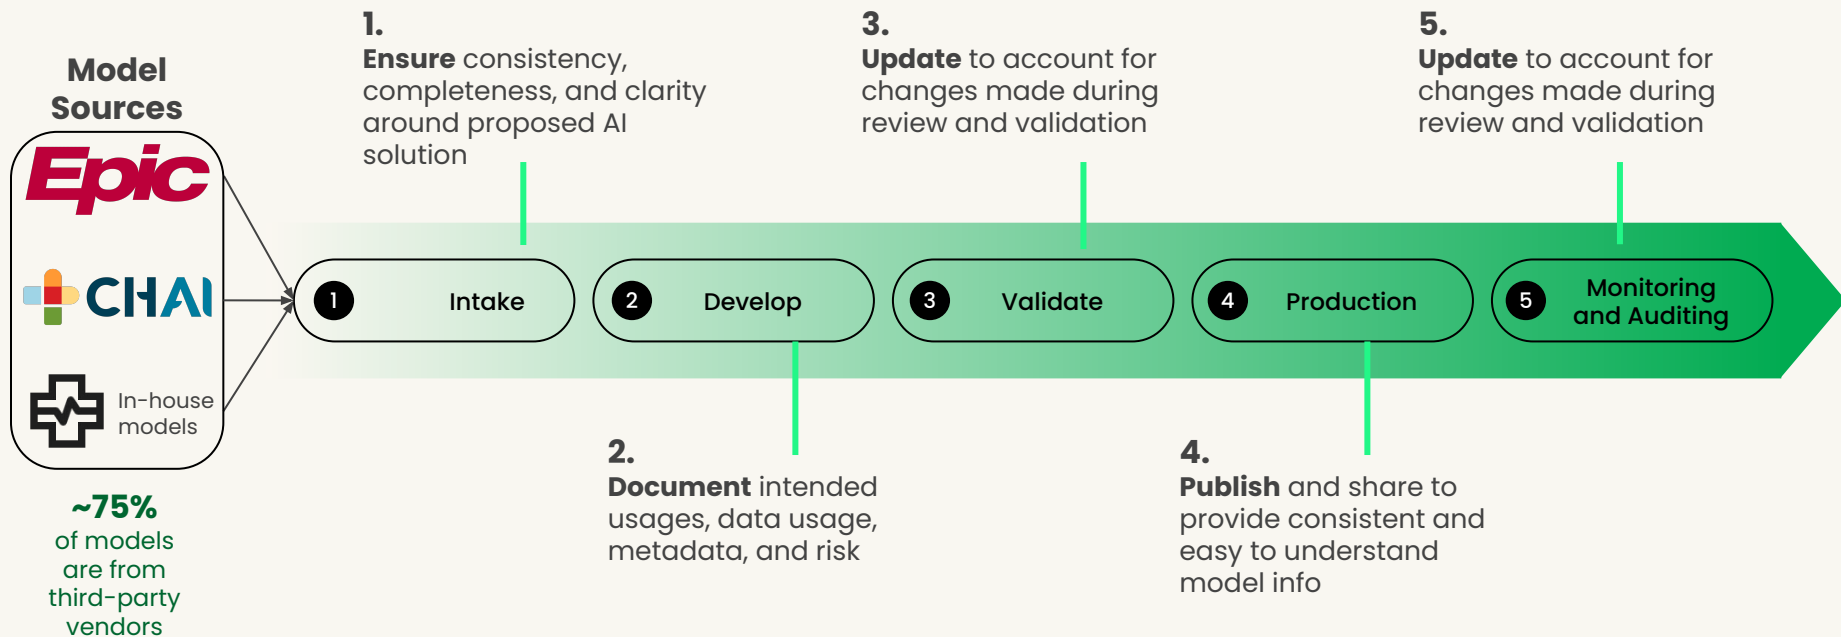 Model
Sources
Epic
CHAI
In-house
models
~75%
of models
are from
third-party
vendors
1.
Ensure consistency,
completeness, and clarity
around proposed AI
solution
3.
Update to account for
changes made during
review and validation
5.
Update to account for
changes made during
review and validation
1 Intake
2 Develop
3 Validate
4 Production
5 Monitoring
and Auditing
2.
Document intended
usages, data usage,
metadata, and risk
4.
Publish and share to
provide consistent and
easy to understand
model info